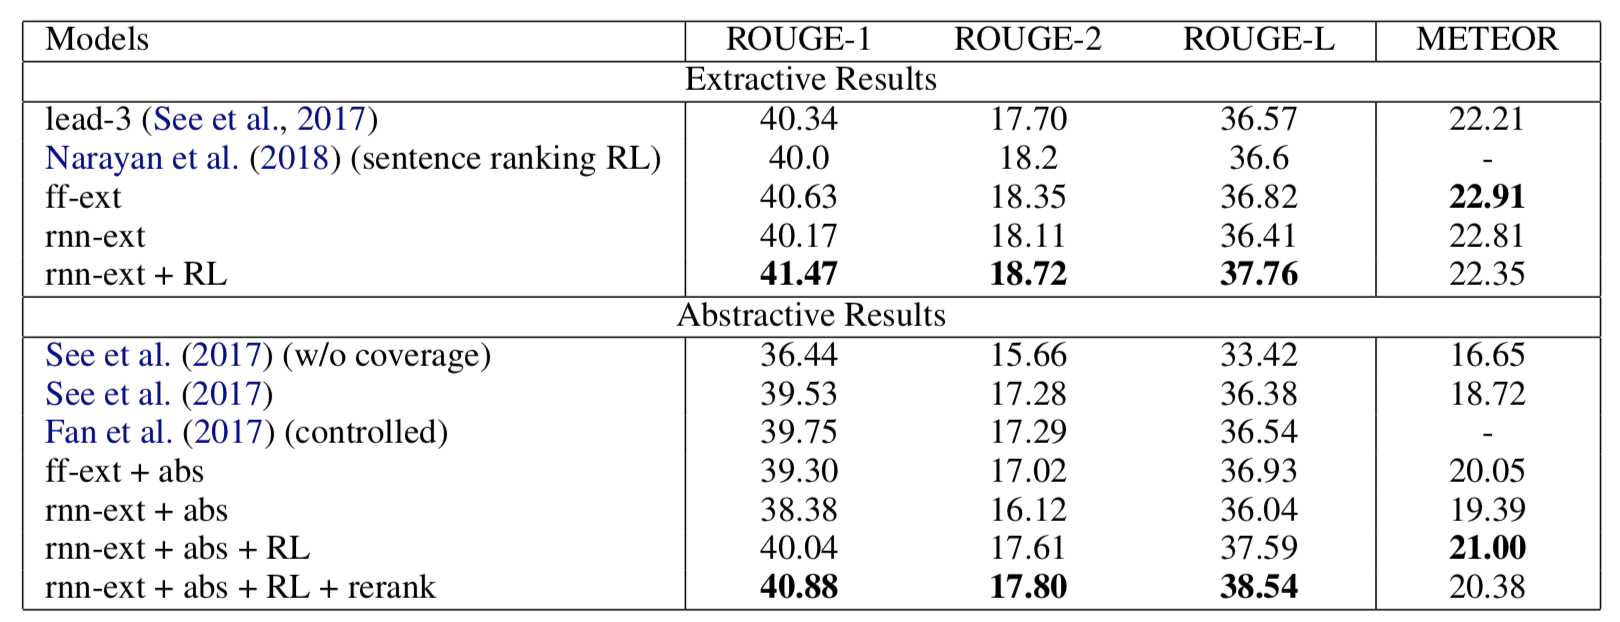 Models ROUGE-1 ROUGE-2 ROUGE-L METEOR
Extractive Results
lead-3 (See et al., 2017) 40.34 17.70 36.57 22.21
Narayan et al. (2018) (sentence ranking RL) 40.0 18.2 36.6 -
ff-ext 40.63 18.35 36.82 22.91
rnn-ext 40.17 18.11 36.41 22.81
rnn-ext + RL 41.47 18.72 37.76 22.35
Abstractive Results
See et al. (2017) (w/o coverage) 36.44 15.66 33.42 16.65
See et al. (2017) 39.53 17.28 36.38 18.72
Fan et al. (2017) (controlled) 39.75 17.29 36.54 -
ff-ext + abs 39.30 17.02 36.93 20.05
rnn-ext + abs 38.38 16.12 36.04 19.39
rnn-ext + abs + RL 40.04 17.61 37.59 21.00
rnn-ext + abs + RL + rerank 40.88 17.80 38.54 20.38